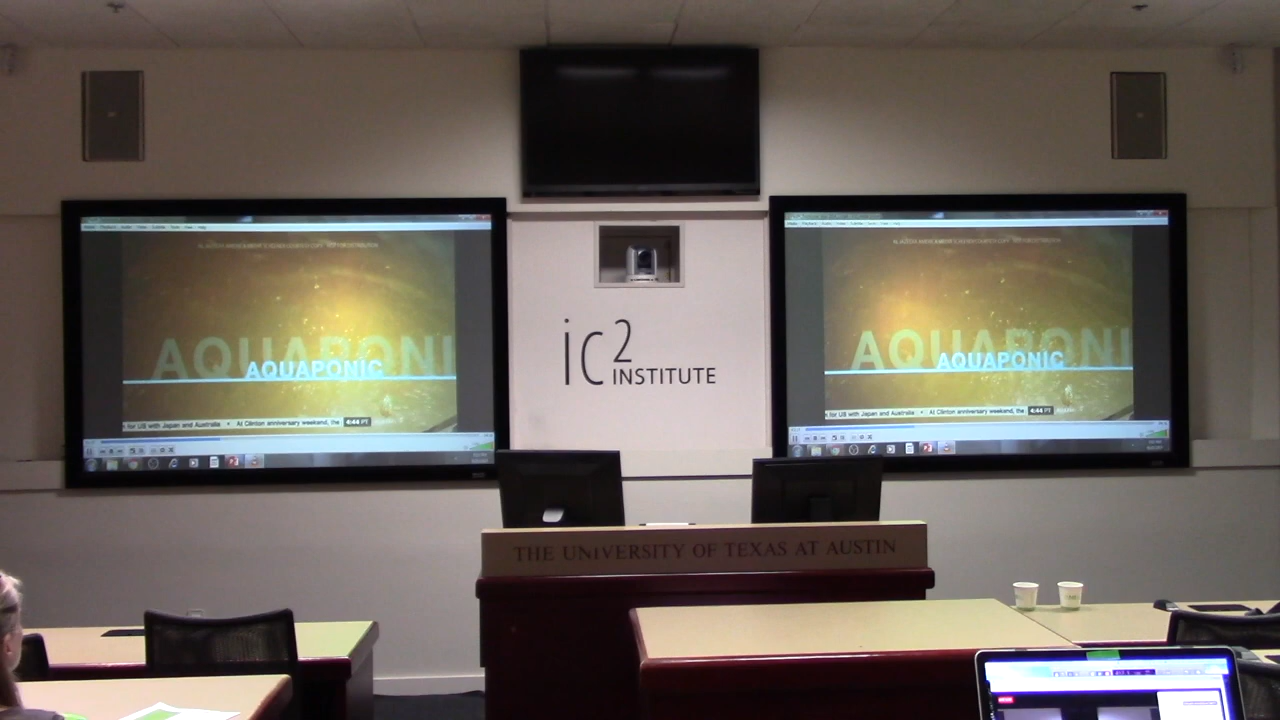 AQUAPONI
AQUAPONIC
k for US with Japan and Australia • At Clinton anniversary weekend, the 4:44 PT
ic2
INSTITUTE
AQUAPONI
AQUAPONIC
k for US with Japan and Australia • At Clinton anniversary weekend, the 4:44 PT
THE UNIVERSITY OF TEXAS AT AUSTIN